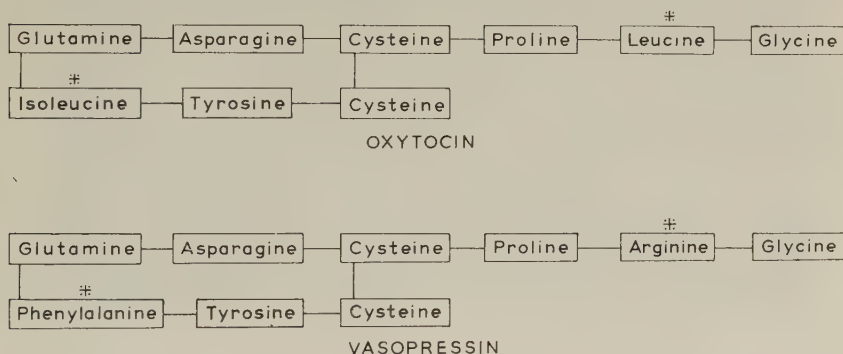 ⁜
Glutamine Asparagine Cysteine Proline Leucine Glycine
⁜
Isoleucine Tyrosine Cysteine
OXYTOCIN
⁜
Glutamine Asparagine Cysteine Proline Arginine Glycine
⁜
Phenylalanine Tyrosine Cysteine
VASOPRESSIN